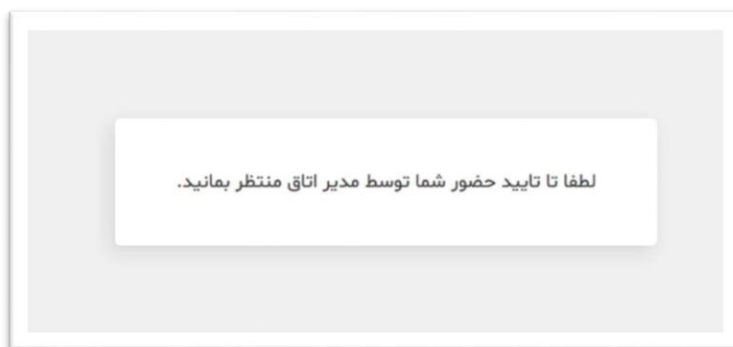 لطفا تا تایید حضور شما توسط مدیر اتاق منتظر بمانید.